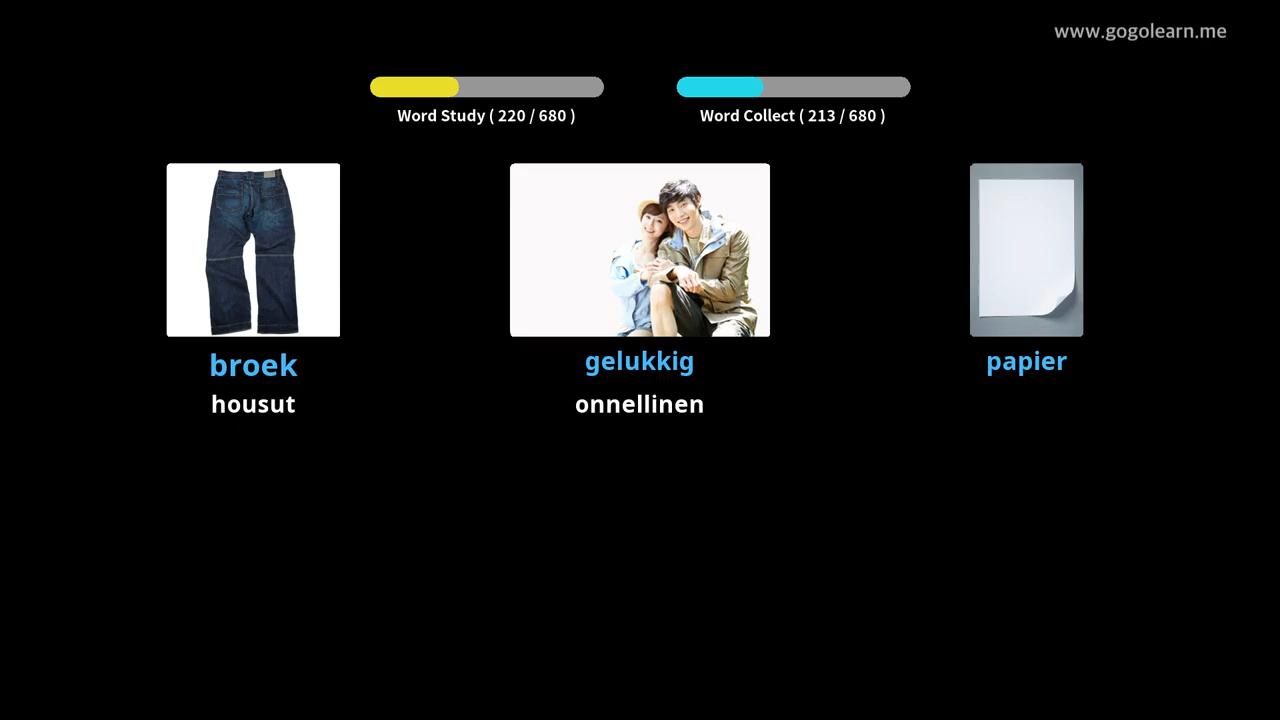 www.gogolearn.me
Word Study ( 220 / 680 )
Word Collect ( 213 / 680 )
broek
gelukkig
papier
housut
onnellinen